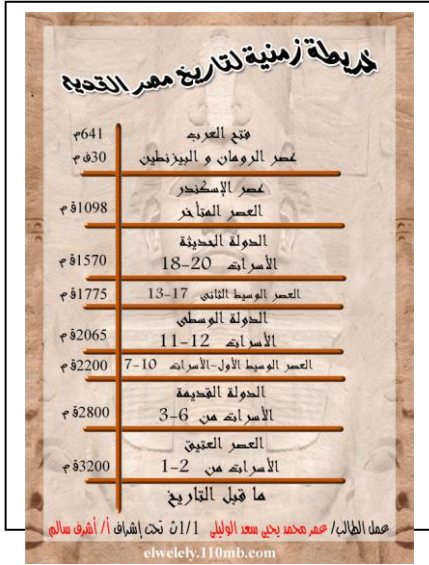 خريطة زمنية لتاريخ مصر القديم
فتح العرب 641م
عصر الرومان و البيزنطين 30ق م
عصر الإسكندر
العصر المتأخر 1098ق م
الدولة الحديثة
الأسرات 20-18 1570ق م
العصر الوسيط الثانى 17-13 1775ق م
الدولة الوسطى
الأسرات 12-11 2065ق م
العصر الوسيط الأول-الأسرات 10-7 2200ق م
الدولة القديمة
الأسرات من 6-3 2800ق م
العصر العتيق
الأسرات من 2-1 3200ق م
ما قبل التاريخ
عمل الطالب/ عمر محمد يحيى سعد الوليلى 1/1ث تحت إشراف أ/ أشرف سالم
elwelely.110mb.com